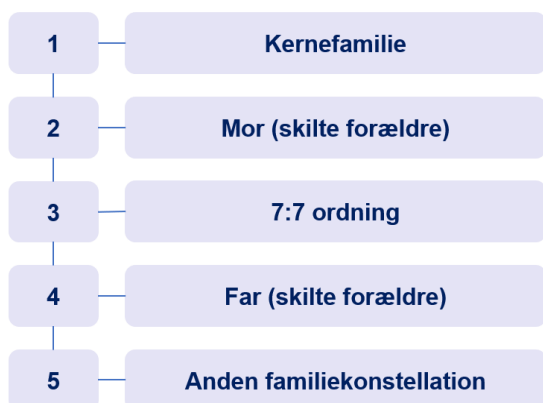 1 Kernefamilie
2 Mor (skilte forældre)
3 7:7 ordning
4 Far (skilte forældre)
5 Anden familiekonstellation